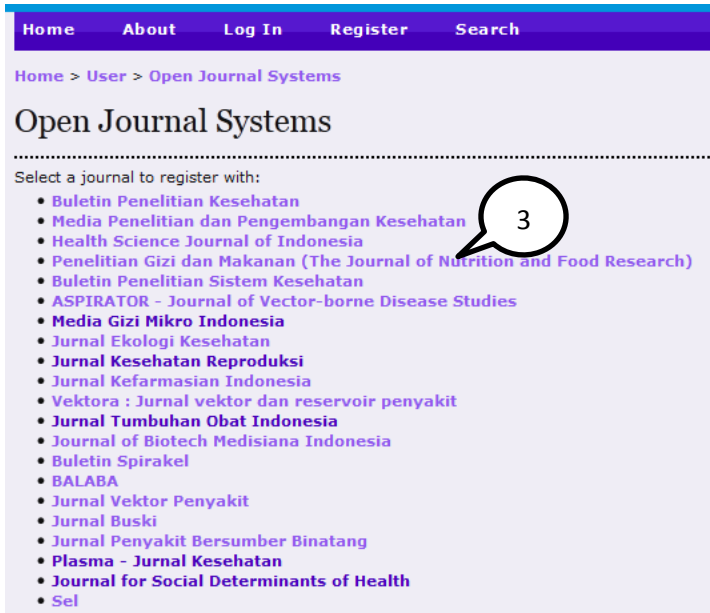 Home About Log In Register Search
Home > User > Open Journal Systems
Open Journal Systems
Select a journal to register with:
• Buletin Penelitian Kesehatan
• Media Penelitian dan Pengembangan Kesehatan
3
• Health Science Journal of Indonesia
• Penelitian Gizi dan Makanan (The Journal of Nutrition and Food Research)
• Buletin Penelitian Sistem Kesehatan
• ASPIRATOR - Journal of Vector-borne Disease Studies
• Media Gizi Mikro Indonesia
• Jurnal Ekologi Kesehatan
• Jurnal Kesehatan Reproduksi
• Jurnal Kefarmasian Indonesia
• Vektora : Jurnal vektor dan reservoir penyakit
• Jurnal Tumbuhan Obat Indonesia
• Journal of Biotech Medisiana Indonesia
• Buletin Spirakel
• BALABA
• Jurnal Vektor Penyakit
• Jurnal Buski
• Jurnal Penyakit Bersumber Binatang
• Plasma - Jurnal Kesehatan
• Journal for Social Determinants of Health
• Sel